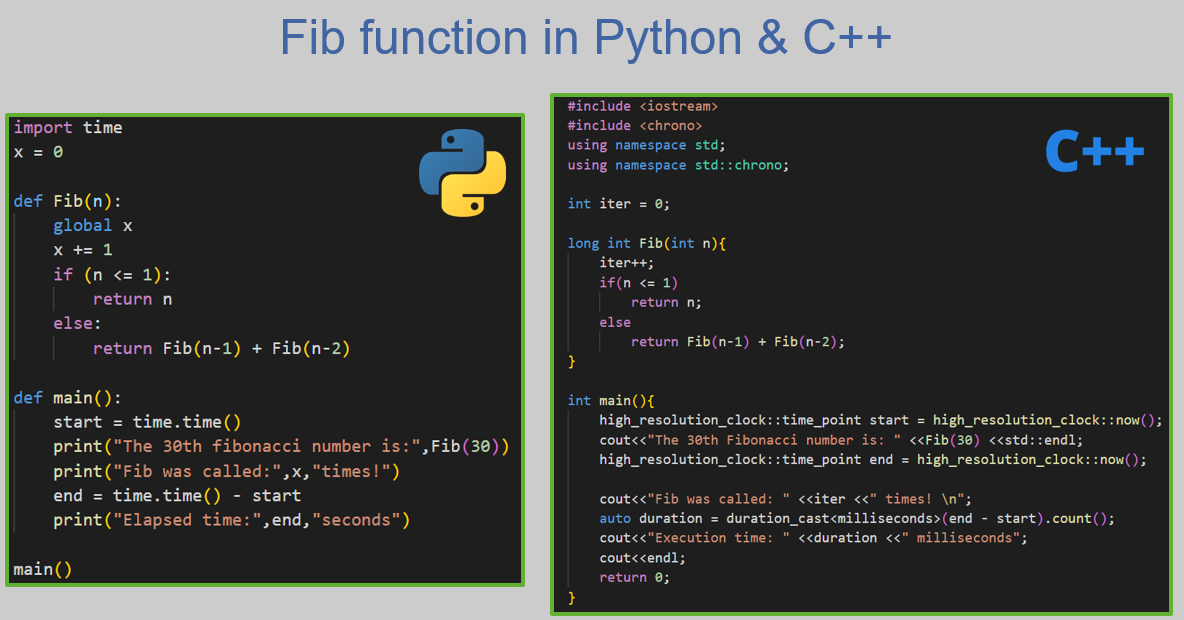 Fib function in Python & C++
import time
x = 0
def Fib(n):
    global x
    x += 1
    if (n <= 1):
        return n
    else:
        return Fib(n-1) + Fib(n-2)
def main():
    start = time.time()
    print("The 30th fibonacci number is:",Fib(30))
    print("Fib was called:",x,"times!")
    end = time.time() - start
    print("Elapsed time:",end,"seconds")
main()
C++
#include <iostream>
#include <chrono>
using namespace std;
using namespace std::chrono;
int iter = 0;
long int Fib(int n){
    iter++;
    if(n <= 1)
        return n;
    else
        return Fib(n-1) + Fib(n-2);
}
int main(){
    high_resolution_clock::time_point start = high_resolution_clock::now();
    cout<<"The 30th Fibonacci number is: " <<Fib(30) <<std::endl;
    high_resolution_clock::time_point end = high_resolution_clock::now();
    cout<<"Fib was called: " <<iter <<" times! \n";
    auto duration = duration_cast<milliseconds>(end - start).count();
    cout<<"Execution time: " <<duration <<" milliseconds";
    cout<<endl;
    return 0;
}